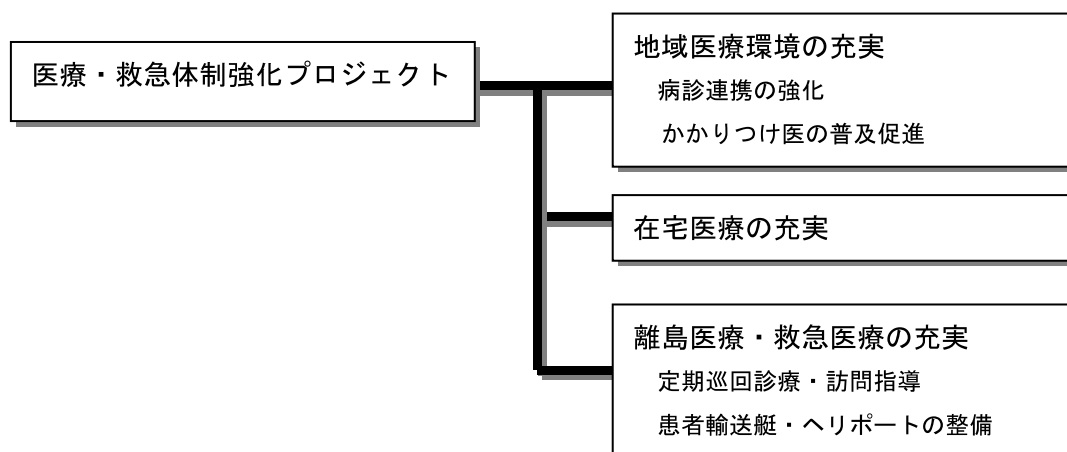 医療・救急体制強化プロジェクト
地域医療環境の充実
病診連携の強化
かかりつけ医の普及促進
在宅医療の充実
離島医療・救急医療の充実
定期巡回診療・訪問指導
患者輸送艇・ヘリポートの整備